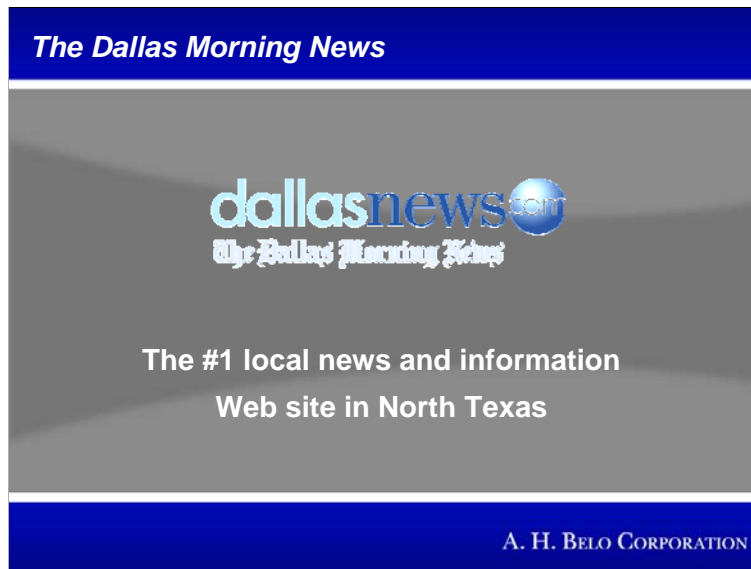 The Dallas Morning News
dallasnews.com
The Dallas Morning News
The #1 local news and information
Web site in North Texas
A. H. BELO CORPORATION